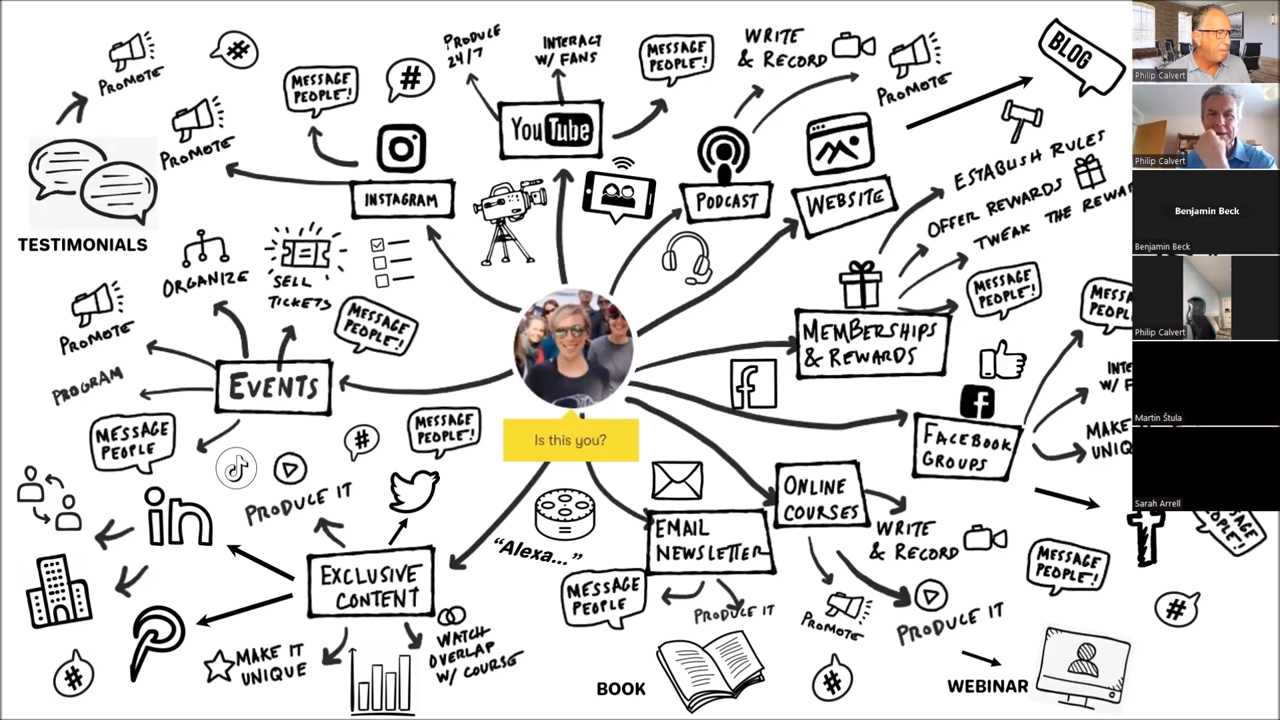 PROMOTE
#
MESSAGE
PEOPLE!
#
PRODUCE
24/7
INTERACT
W/ FANS
MESSAGE
PEOPLE!
WRITE
& RECORD
PROMOTE
BLOG
PROMOTE
YouTube
TESTIMONIALS
INSTAGRAM
PODCAST
WEBSITE
ESTABLISH RULES
OFFER REWARDS
TWEAK THE
ORGANIZE
SELL
TICKETS
MESSAGE
PEOPLE!
PROMOTE
PROGRAM
EVENTS
MESSAGE
PEOPLE
MESSAGE
PEOPLE!
MEMBERSHIPS
& REWARDS
f
f
FACEBOOK
GROUPS
W/
MAKE
Is this you?
#
MESSAGE
PEOPLE!
PRODUCE IT
in
EXCLUSIVE
CONTENT
MAKE IT
UNIQUE
WATCH
OVERLAP
W/ COURSE
#
"Alexa..."
EMAIL
NEWSLETTER
MESSAGE
PEOPLE
PRODUCE IT
BOOK
ONLINE
COURSES
WRITE
& RECORD
PROMOTE
PRODUCE IT
#
MESSAGE
PEOPLE!
#
WEBINAR
Philip Calvert
Philip Calvert
Benjamin Beck
Benjamin Beck
Philip Calvert
Martin Štula
Sarah Arrell